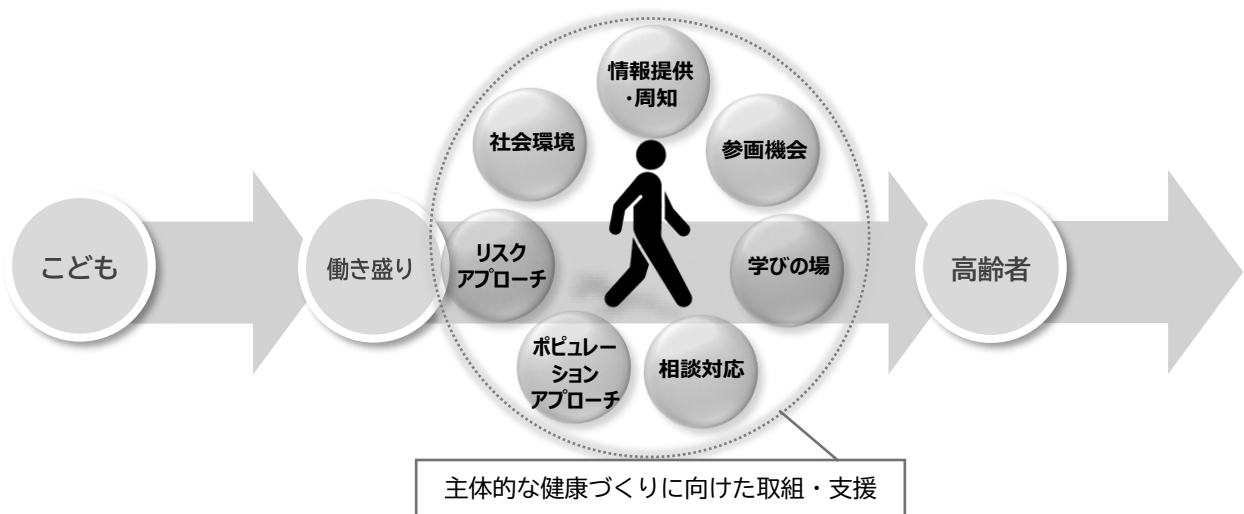 情報提供
・周知
社会環境
参画機会
こども
働き盛り
リスク
アプローチ
学びの場
高齢者
ポピュレー
ション
アプローチ
相談対応
主体的な健康づくりに向けた取組・支援